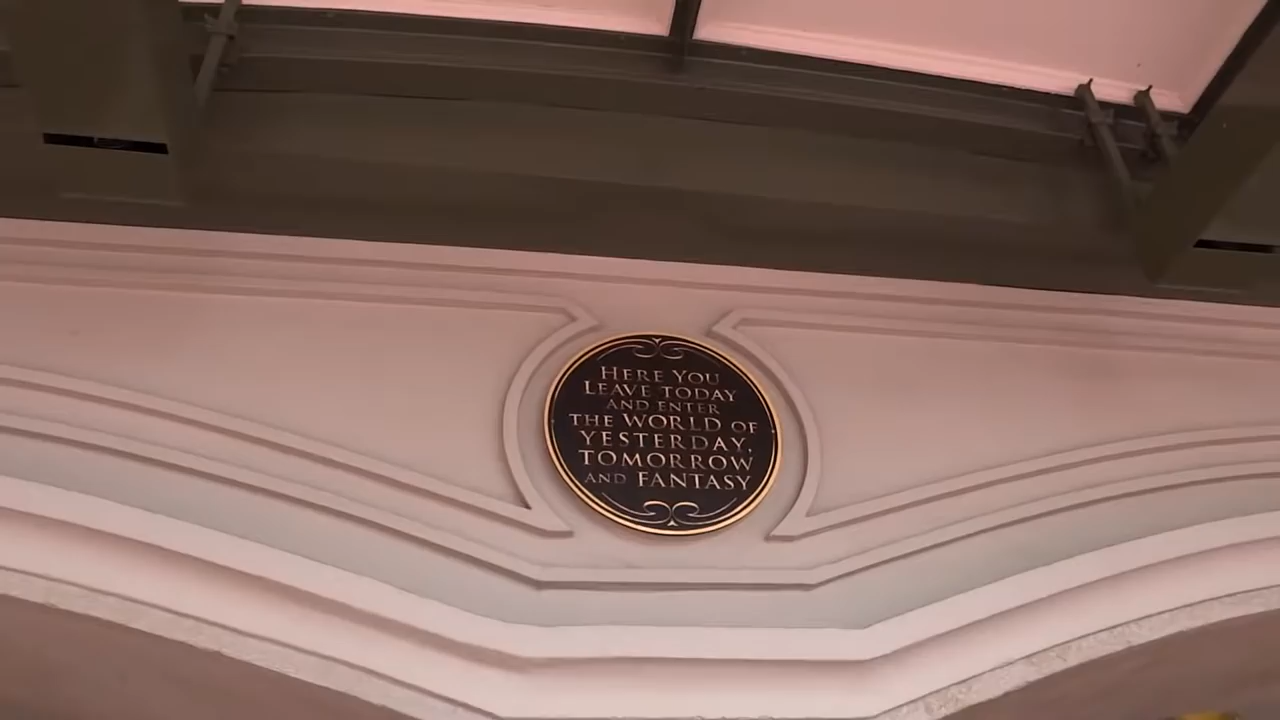 HERE YOU
LEAVE TODAY
AND ENTER
THE WORLD OF
YESTERDAY,
TOMORROW
AND FANTASY